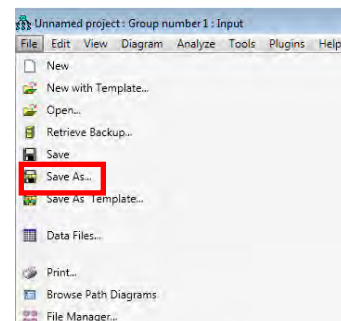 Unnamed project : Group number 1 : Input
File Edit View Diagram Analyze Tools Plugins Help
New
New with Template...
Open...
Retrieve Backup...
Save
Save As...
Save As Template...
Data Files...
Print...
Browse Path Diagrams
File Manager...